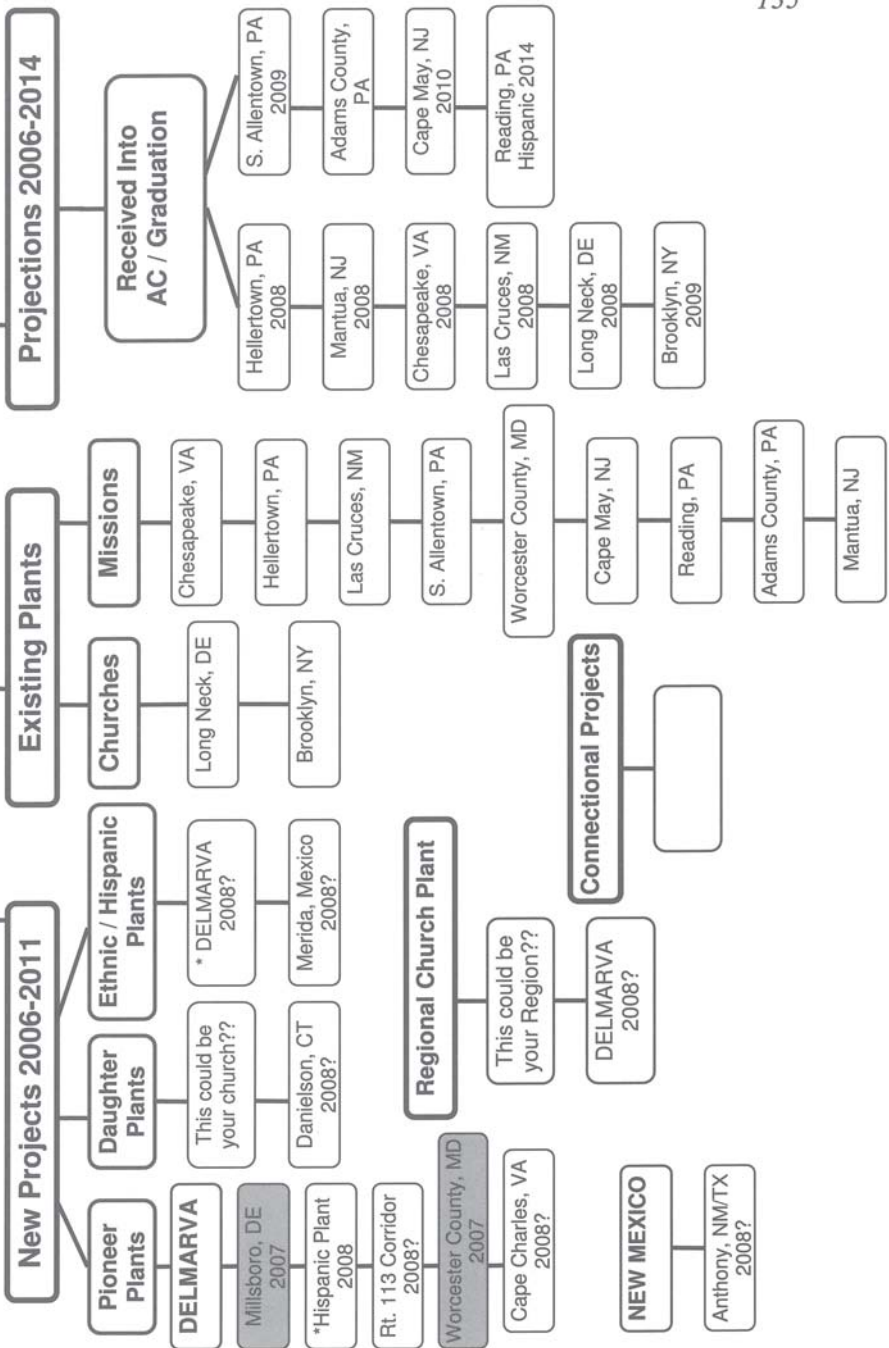 New Projects 2006-2011
Pioneer
Plants
DELMARVA
Millsboro, DE
2007
*Hispanic Plant
2008
Rt. 113 Corridor
2008?
Worcester County, MD
2007
Cape Charles, VA
2008?
NEW MEXICO
Anthony, NM/TX
2008?
Daughter
Plants
This could be
your church??
Danielson, CT
2008?
Ethnic / Hispanic
Plants
* DELMARVA
2008?
Merida, Mexico
2008?
Regional Church Plant
This could be
your Region??
DELMARVA
2008?
Existing Plants
Churches
Long Neck, DE
Brooklyn, NY
Missions
Chesapeake, VA
Hellertown, PA
Las Cruces, NM
S. Allentown, PA
Worcester County, MD
Cape May, NJ
Reading, PA
Adams County, PA
Mantua, NJ
Connectional Projects
Projections 2006-2014
Received Into
AC / Graduation
Hellertown, PA
2008
Mantua, NJ
2008
Chesapeake, VA
2008
Las Cruces, NM
2008
Long Neck, DE
2008
Brooklyn, NY
2009
S. Allentown, PA
2009
Adams County,
PA
Cape May, NJ
2010
Reading, PA
Hispanic 2014